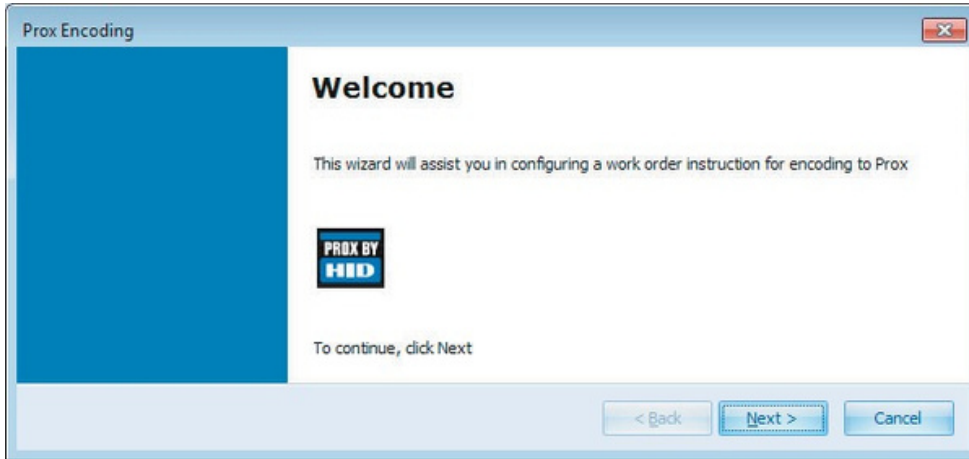 Prox Encoding
Welcome
This wizard will assist you in configuring a work order instruction for encoding to Prox
PROX BY
HID
To continue, click Next
< Back
Next >
Cancel